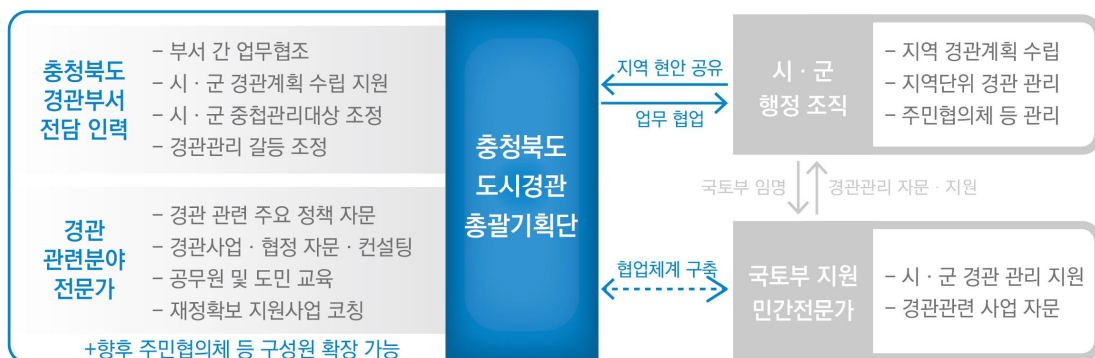 충청북도
경관부서
전담 인력
– 부서 간 업무협조
– 시 · 군 경관계획 수립 지원
– 시 · 군 중첩관리대상 조정
– 경관관리 갈등 조정
경관
관련분야
전문가
– 경관 관련 주요 정책 자문
– 경관사업 · 협정 자문 · 컨설팅
– 공무원 및 도민 교육
– 재정확보 지원사업 코칭
+향후 주민협의체 등 구성원 확장 가능
충청북도
도시경관
총괄기획단
지역 현안 공유
업무 협업
협업체계 구축
시 · 군
행정 조직
– 지역 경관계획 수립
– 지역단위 경관 관리
– 주민협의체 등 관리
국토부 임명
경관관리 자문 · 지원
국토부 지원
민간전문가
– 시 · 군 경관 관리 지원
– 경관관련 사업 자문